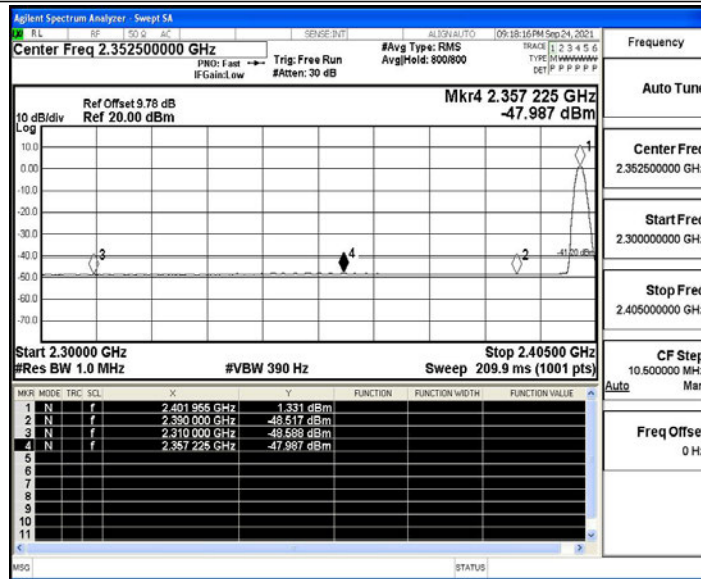 Agilent Spectrum Analyzer - Swept SA
RL RF 50 Ω AC SENSE:INT ALIGN AUTO 09:18:16 PM Sep 24, 2021
Center Freq 2.352500000 GHz
PNO: Fast
IFGain:Low
Trig: Free Run
#Atten: 30 dB
#Avg Type: RMS
Avg|Hold: 800/800
TRACE 1 2 3 4 5 6
TYPE MWWWWW
DET P P P P P P
Ref Offset 9.78 dB
10 dB/div Ref 20.00 dBm
Log
Mkr4 2.357 225 GHz
-47.987 dBm
10.0
0.00
-10.0
-20.0
-30.0
-40.0
-50.0
-60.0
-70.0
1
2
3
4
-41.20 dBm
Start 2.30000 GHz Stop 2.40500 GHz
#Res BW 1.0 MHz #VBW 390 Hz Sweep 209.9 ms (1001 pts)
MKR MODE TRC SCL X Y FUNCTION FUNCTION WIDTH FUNCTION VALUE
1 N f 2.401 955 GHz 1.331 dBm
2 N f 2.390 000 GHz -48.517 dBm
3 N f 2.310 000 GHz -48.588 dBm
4 N f 2.357 225 GHz -47.987 dBm
5
6
7
8
9
10
11
MSG STATUS
Frequency
Auto Tune
Center Freq
2.352500000 GHz
Start Freq
2.300000000 GHz
Stop Freq
2.405000000 GHz
CF Step
10.500000 MHz
Auto Man
Freq Offset
0 Hz